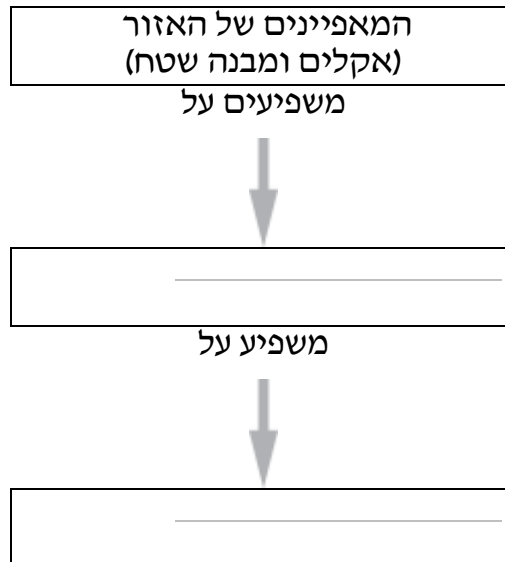 המאפיינים של האזור
(אקלים ומבנה שטח)
משפיעים על
משפיע על